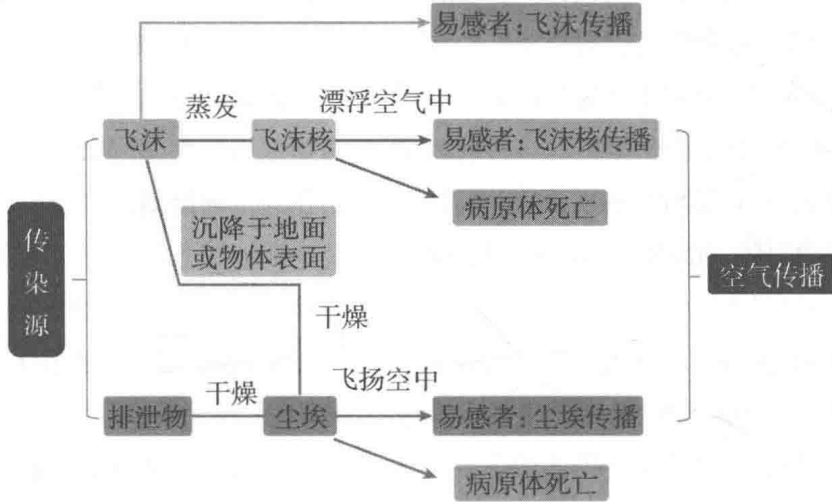 易感者:飞沫传播
蒸发
漂浮空气中
飞沫
飞沫核
易感者:飞沫核传播
病原体死亡
传染源
沉降于地面
或物体表面
空气传播
干燥
干燥
飞扬空中
排泄物
尘埃
易感者:尘埃传播
病原体死亡